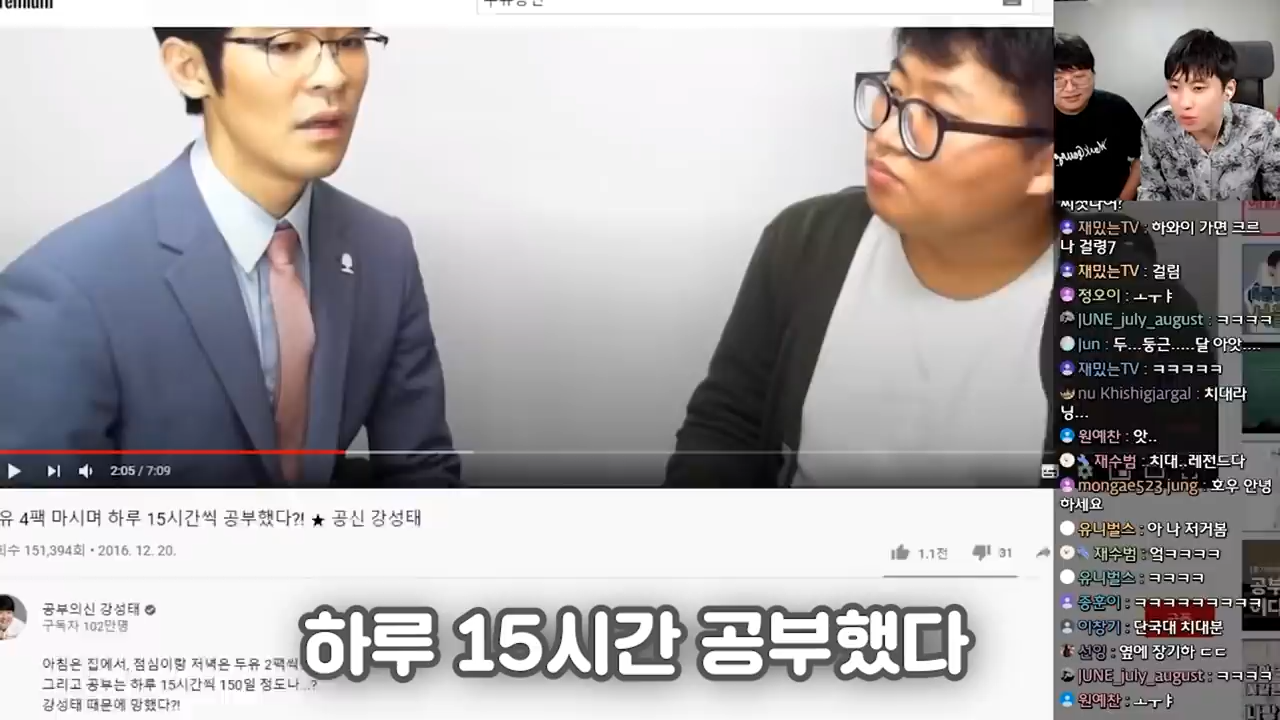 2:05 / 7:09
유 4팩 마시며 하루 15시간씩 공부했다?! ★ 공신 강성태
회수 151,394회 • 2016. 12. 20.
1.1천
31
공부의신 강성태
구독자 102만명
아침은 집에서, 점심이랑 저녁은 두유 2팩씩
그리고 공부는 하루 15시간씩 150일 정도나...?
강성태 때문에 망했다?!
하루 15시간 공부했다
재밌는TV : 하와이 가면 크르
나 걸령7
재밌는TV : 걸림
정오이 : ㅗㅜㅑ
JUNE_july_august : ㅋㅋㅋㅋ
Jun : 두...둥근.....달 아앗....
재밌는TV : ㅋㅋㅋㅋㅋ
nu Khishigjargal : 치대라
닝...
원예찬 : 앗..
재수범 : 치대..레전드다
mongae523 jung : 호우 안녕
하세요
유니벌스 : 아 나 저거봄
재수범 : 엌ㅋㅋㅋㅋ
유니벌스 : ㅋㅋㅋㅋ
종훈이 : ㅋㅋㅋㅋㅋㅋㅋㅋㅋ
이창기 : 단국대 치대분
선잉 : 옆에 장기하 ㄷㄷ
JUNE_july_august : ㅋㅋㅋㅋ
원예찬 : ㅗㅜㅑ